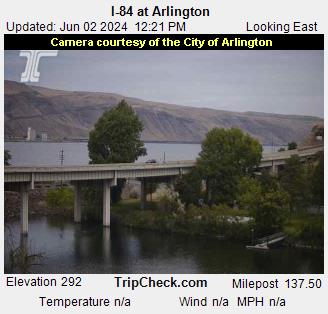 I-84 at Arlington
Updated: Jun 02 2024 12:21 PM Looking East
Camera courtesy of the City of Arlington
Elevation 292 TripCheck.com Milepost 137.50
Temperature n/a Wind n/a MPH n/a